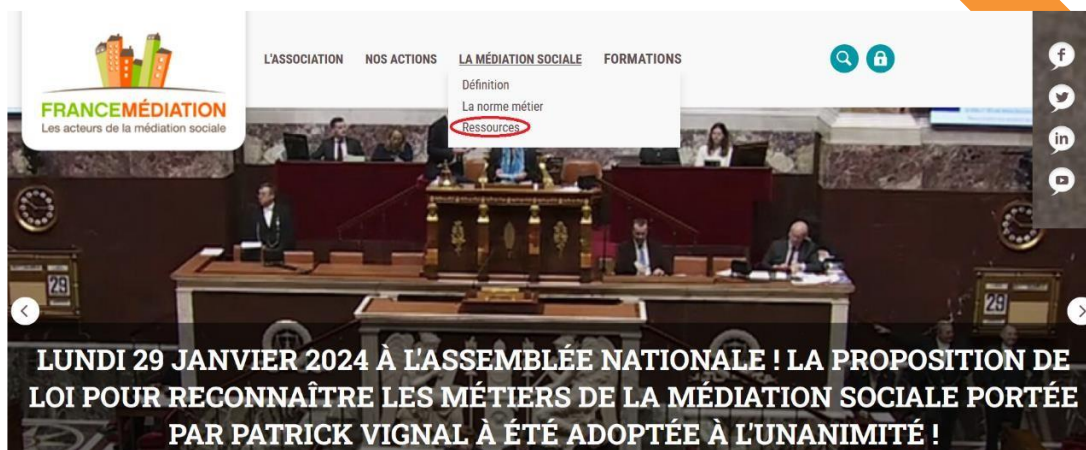 L'ASSOCIATION NOS ACTIONS LA MÉDIATION SOCIALE FORMATIONS
Définition
La norme métier
Ressources
FRANCEMÉDIATION
Les acteurs de la médiation sociale
f
in
29
29
LUNDI 29 JANVIER 2024 À L'ASSEMBLÉE NATIONALE ! LA PROPOSITION DE
LOI POUR RECONNAÎTRE LES MÉTIERS DE LA MÉDIATION SOCIALE PORTÉE
PAR PATRICK VIGNAL À ÉTÉ ADOPTÉE À L'UNANIMITÉ !